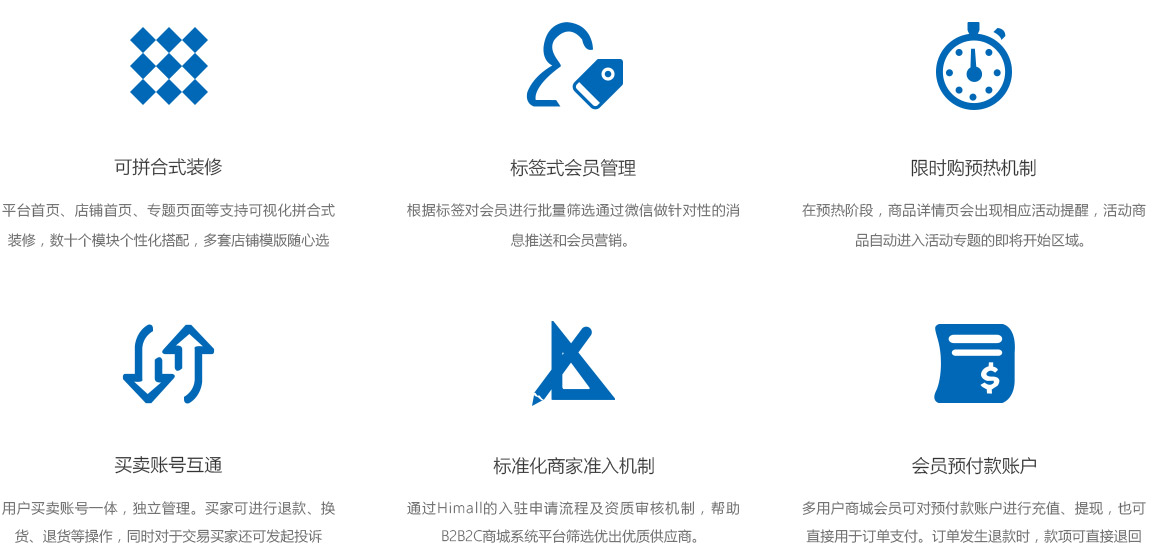 可拼合式装修
平台首页、店铺首页、专题页面等支持可视化拼合式
装修，数十个模块个性化搭配，多套店铺模版随心选
标签式会员管理
根据标签对会员进行批量筛选通过微信做针对性的消
息推送和会员营销。
限时购预热机制
在预热阶段，商品详情页会出现相应活动提醒，活动商
品自动进入活动专题的即将开始区域。
买卖账号互通
用户买卖账号一体，独立管理。买家可进行退款、换
货、退货等操作，同时对于交易买家还可发起投诉
标准化商家准入机制
通过Himall的入驻申请流程及资质审核机制，帮助
B2B2C商城系统平台筛选优出优质供应商。
会员预付款账户
多用户商城会员可对预付款账户进行充值、提现，也可
直接用于订单支付。订单发生退款时，款项可直接退回